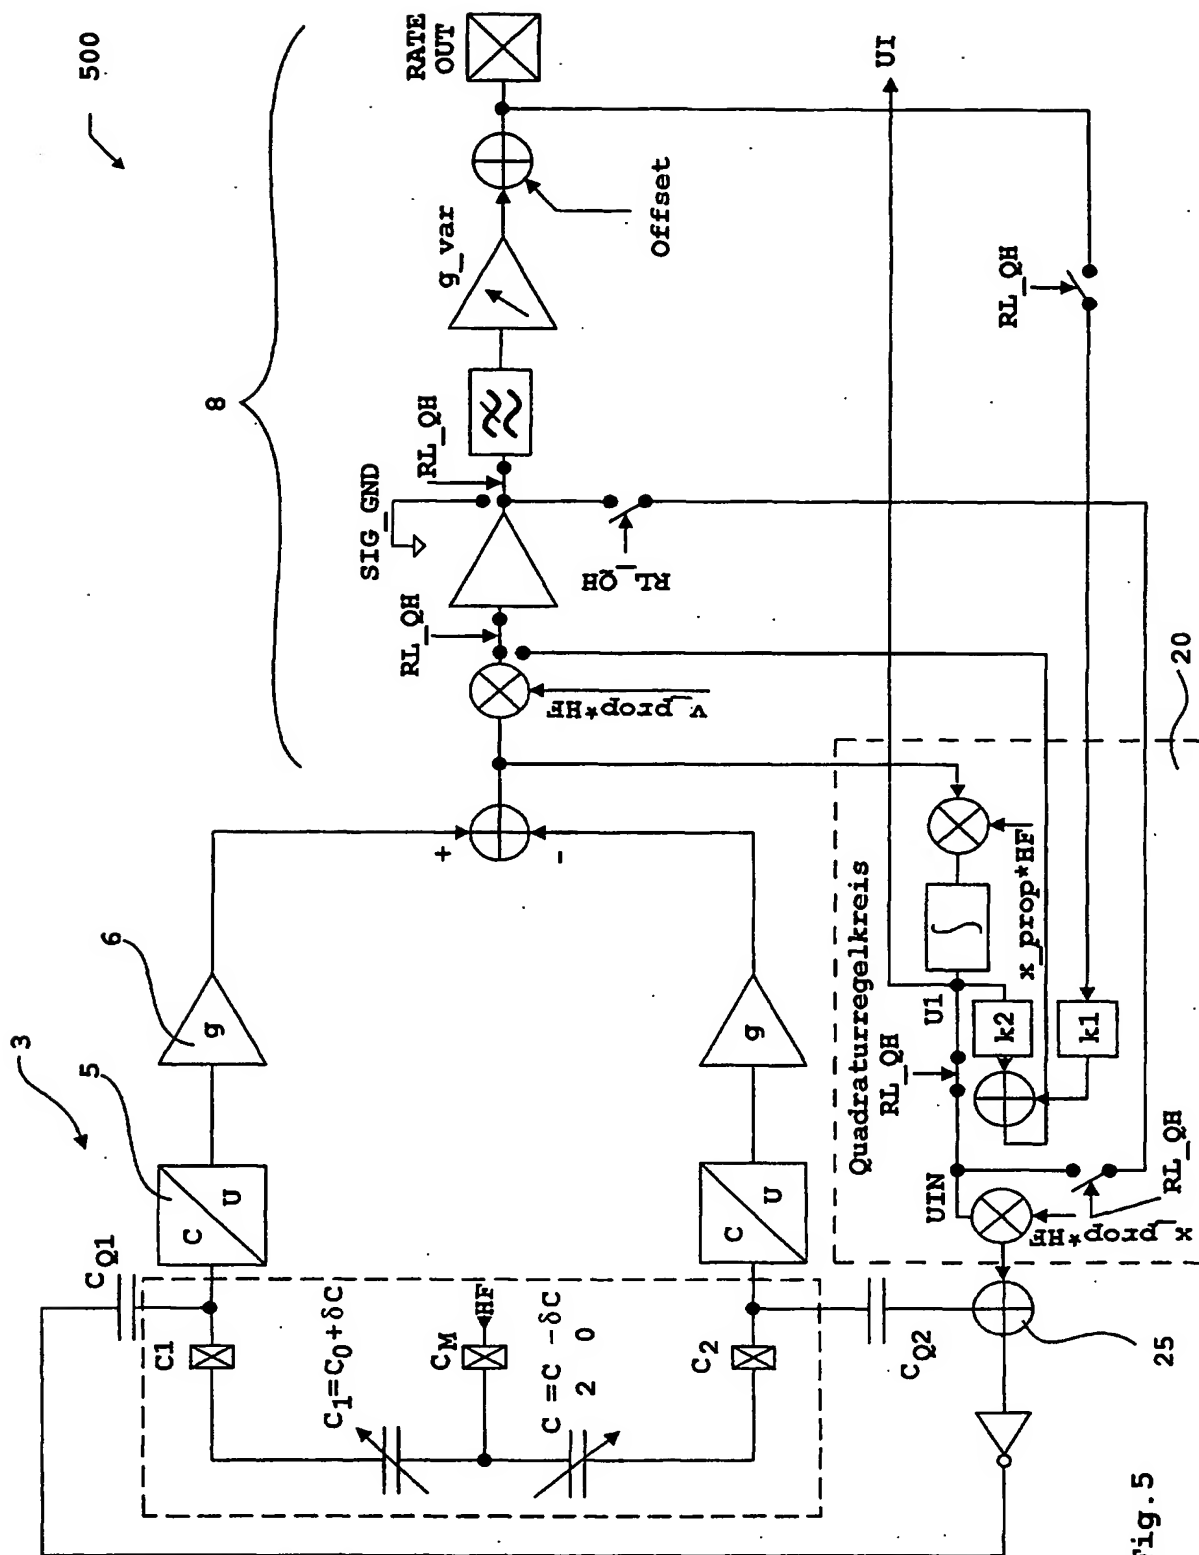 500
8
RATE
OUT
Offset
g_var
RL_QH
SIG_GND
RL_QH
RL_QH
v_prop*HF
UI
RL_QH
20
+
-
6
g
g
3
5
C
U
C
U
Quadraturregelkreis
x_prop*HF
U1
RL_QH
k2
k1
UIN
x_prop*HF
RL_QH
25
CQ1
C1
C1=C0+δC
CM
HF
C2=C0-δC
C2
CQ2
Fig.5